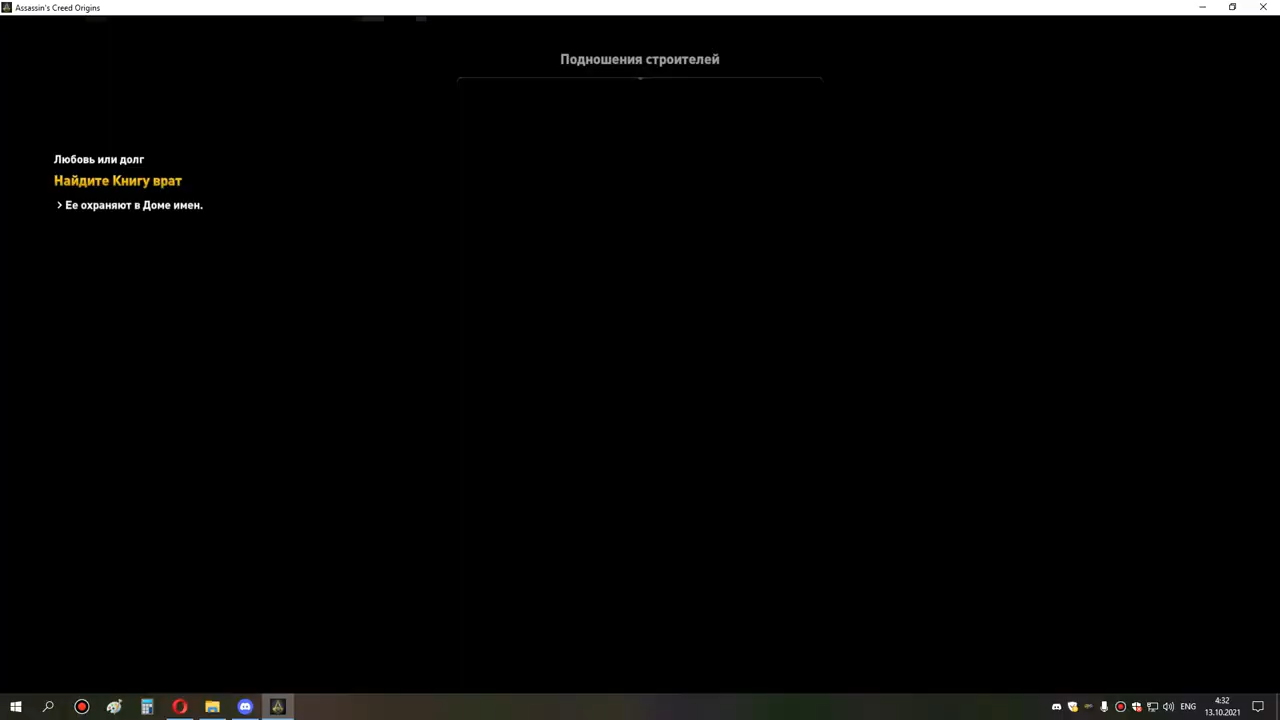 Assassin's Creed Origins
Подношения строителей
Любовь или долг
Найдите Книгу врат
> Ее охраняют в Доме имен.
ENG
4:32
13.10.2021